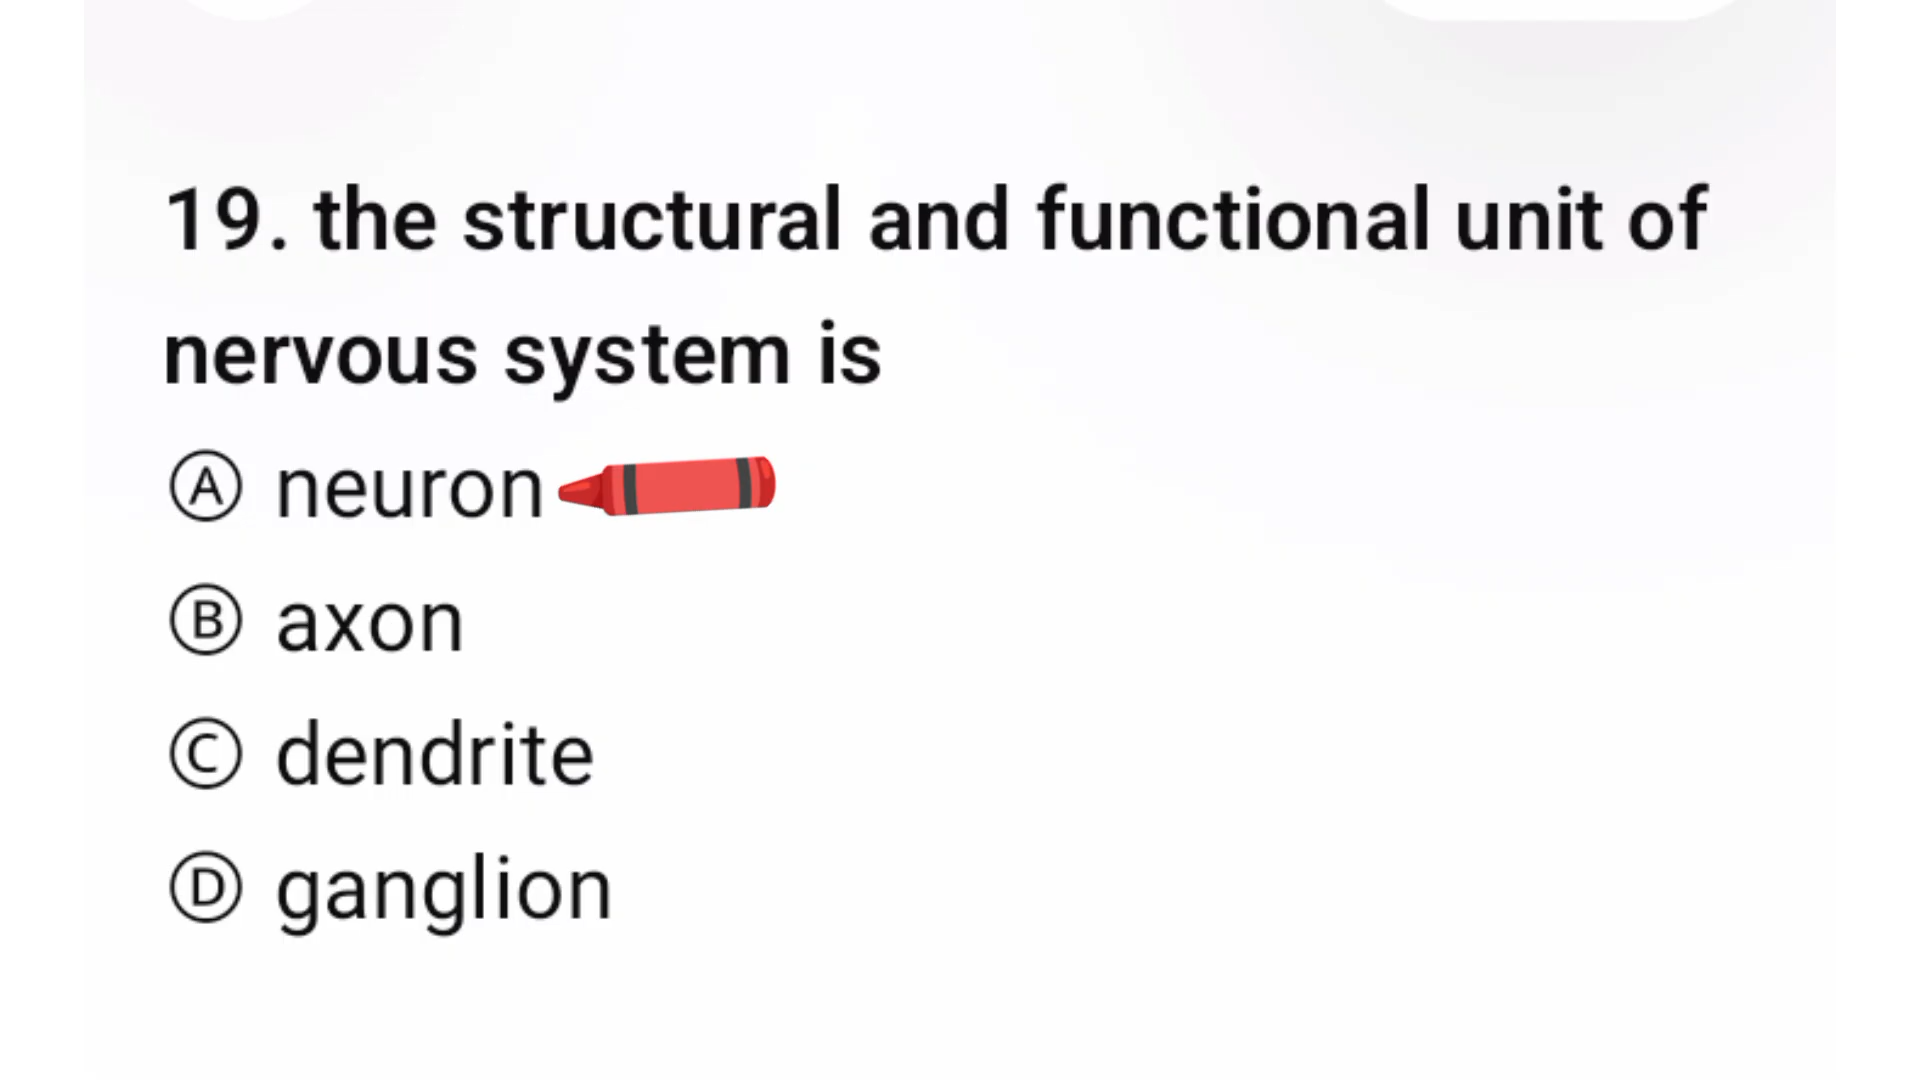 19. the structural and functional unit of
nervous system is
Ⓐ neuron
Ⓑ axon
Ⓒ dendrite
Ⓓ ganglion